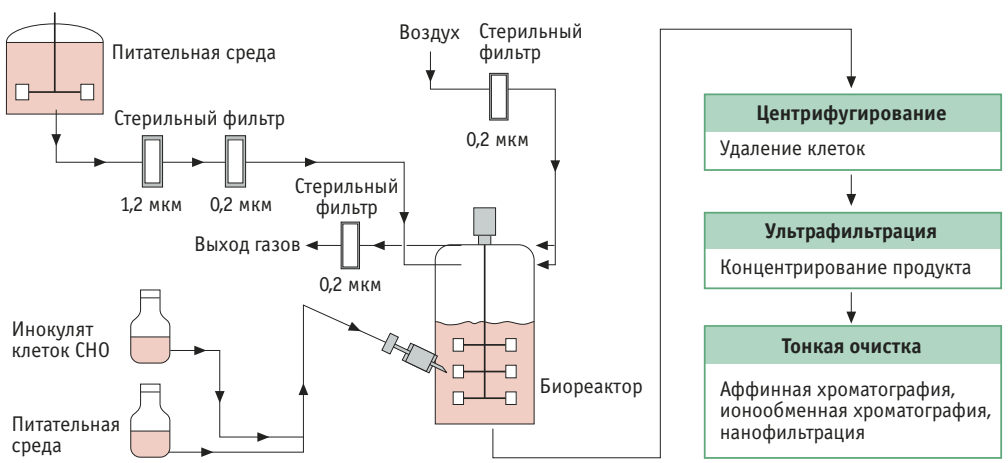 Питательная среда
Стерильный фильтр
1,2 мкм
0,2 мкм
Воздух
Стерильный
фильтр
0,2 мкм
Стерильный
фильтр
Выход газов
0,2 мкм
Инокулят
клеток СНО
Питательная
среда
Биореактор
Центрифугирование
Удаление клеток
Ультрафильтрация
Концентрирование продукта
Тонкая очистка
Аффинная хроматография,
ионообменная хроматография,
нанофильтрация